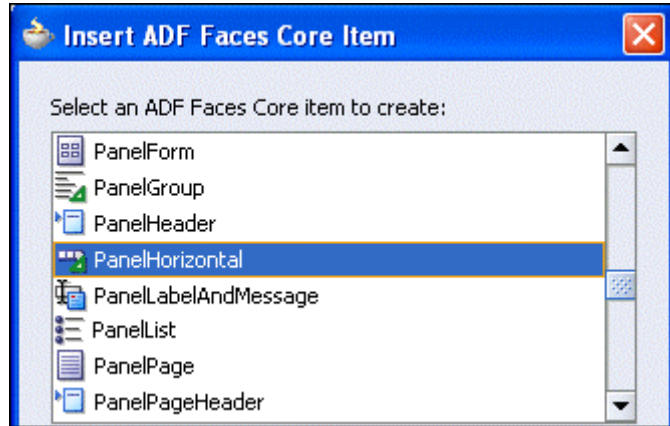 Insert ADF Faces Core Item
Select an ADF Faces Core item to create:
PanelForm
PanelGroup
PanelHeader
PanelHorizontal
PanelLabelAndMessage
PanelList
PanelPage
PanelPageHeader